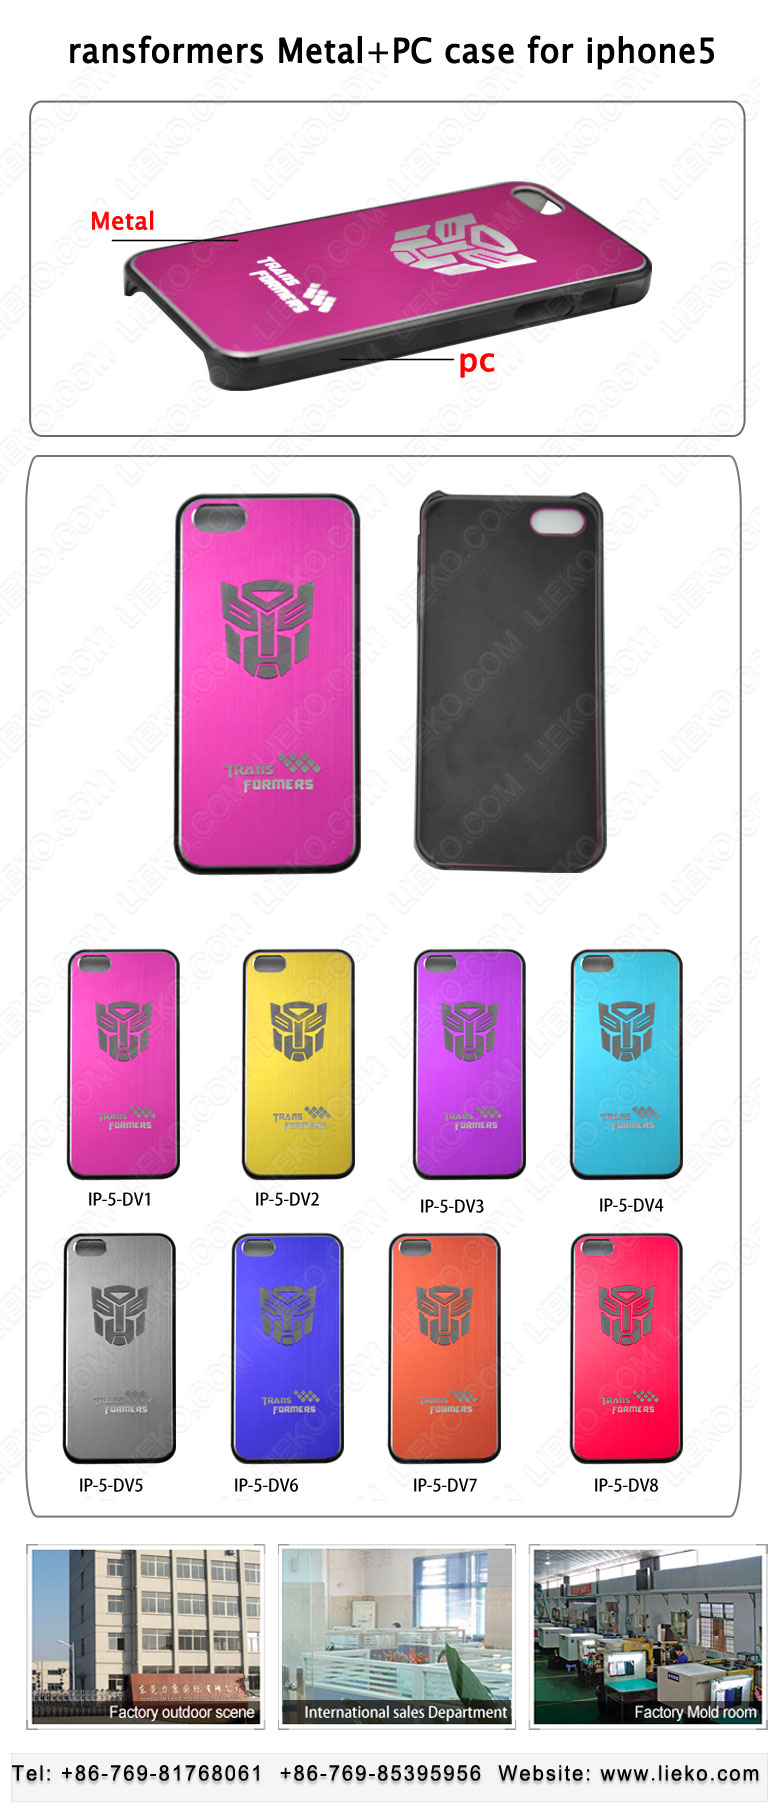 ransformers Metal+PC case for iphone5
Metal
TRANS
FORMERS
pc
TRANS
FORMERS
TRANS
FORMERS
TRANS
FORMERS
TRANS
FORMERS
TRANS
FORMERS
IP-5-DV1 IP-5-DV2 IP-5-DV3 IP-5-DV4
TRANS
FORMERS
TRANS
FORMERS
TRANS
FORMERS
TRANS
FORMERS
IP-5-DV5 IP-5-DV6 IP-5-DV7 IP-5-DV8
Factory outdoor scene
International sales Department
Factory Mold room
Tel: +86-769-81768061 +86-769-85395956 Website: www.lieko.com
LIEKO.COM